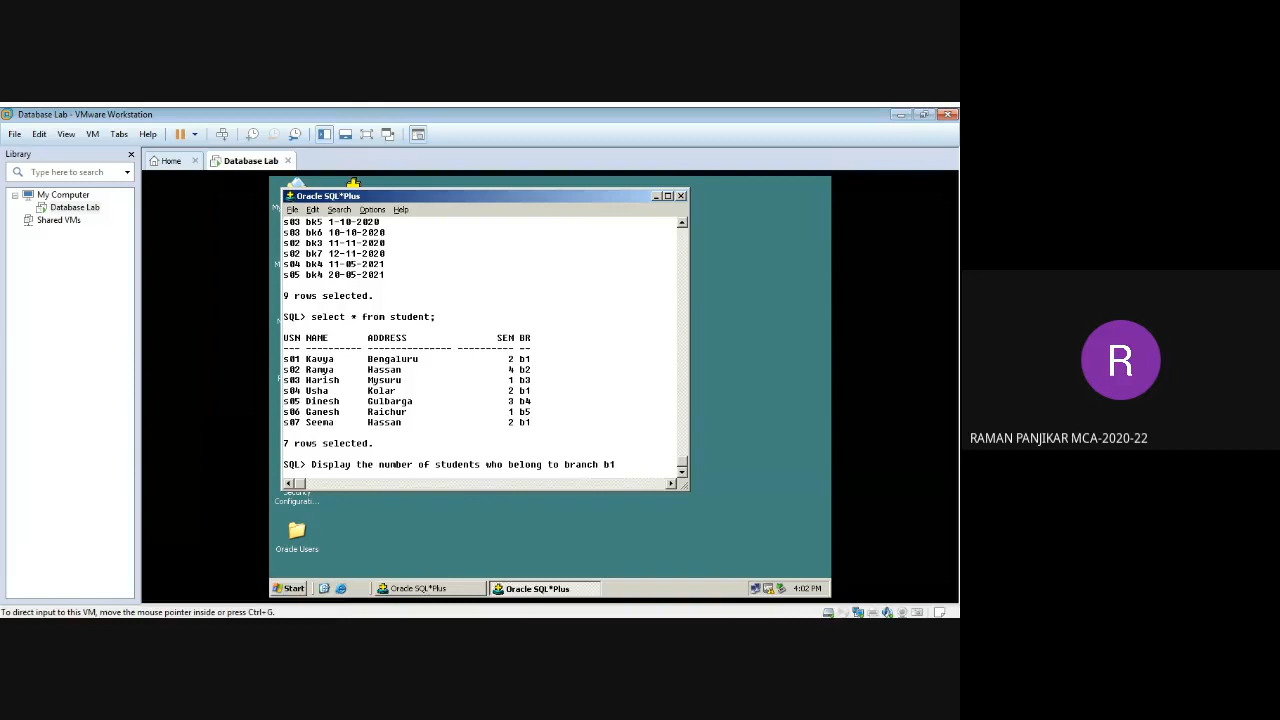 Database Lab - VMware Workstation
File Edit View VM Tabs Help
Library
Type here to search
My Computer
Database Lab
Shared VMs
Home
Database Lab
Oracle SQL*Plus
File Edit Search Options Help
s03 bk5 1-10-2020
s03 bk6 10-10-2020
s02 bk3 11-11-2020
s02 bk7 12-11-2020
s04 bk4 11-05-2021
s05 bk4 20-05-2021
9 rows selected.
SQL> select * from student;
USN NAME ADDRESS SEM BR
--- ---------- --------------- ---------- --
s01 Kavya Bengaluru 2 b1
s02 Ramya Hassan 4 b2
s03 Harish Mysuru 1 b3
s04 Usha Kolar 2 b1
s05 Dinesh Gulbarga 3 b4
s06 Ganesh Raichur 1 b5
s07 Seema Hassan 2 b1
7 rows selected.
SQL> Display the number of students who belong to branch b1
Security
Configurati...
Oracle Users
Start
Oracle SQL*Plus
Oracle SQL*Plus
4:02 PM
To direct input to this VM, move the mouse pointer inside or press Ctrl+G.
R
RAMAN PANJIKAR MCA-2020-22